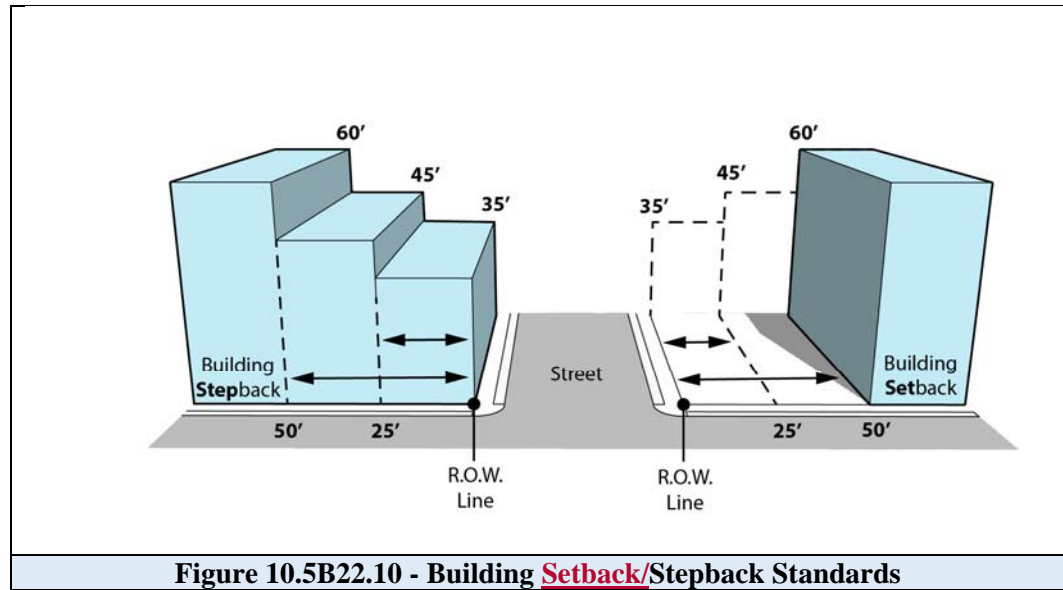 60'
45'
35'
60'
45'
35'
Building
Stepback
Street
Building
Setback
50'
25'
25'
50'
R.O.W.
Line
R.O.W.
Line
Figure 10.5B22.10 - Building Setback/Stepback Standards